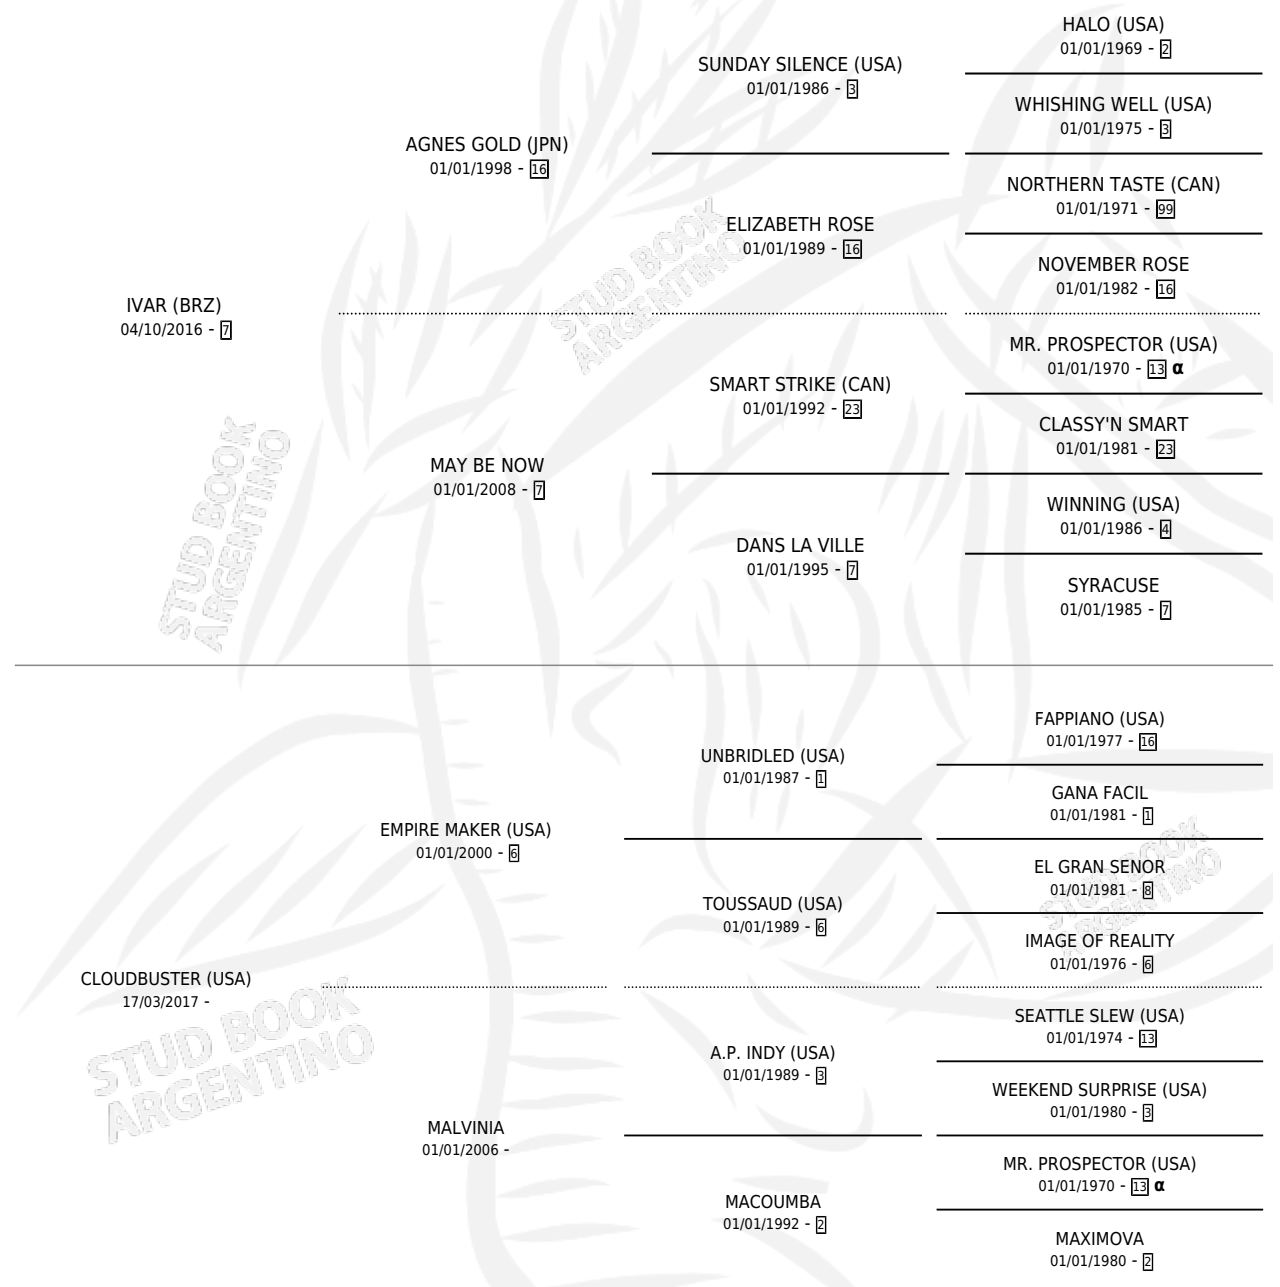 HALO (USA)
01/01/1969 - 2
SUNDAY SILENCE (USA)
01/01/1986 - 3
WHISHING WELL (USA)
01/01/1975 - 3
AGNES GOLD (JPN)
01/01/1998 - 16
NORTHERN TASTE (CAN)
01/01/1971 - 99
ELIZABETH ROSE
01/01/1989 - 16
NOVEMBER ROSE
01/01/1982 - 16
IVAR (BRZ)
04/10/2016 - 7
MR. PROSPECTOR (USA)
01/01/1970 - 13 α
SMART STRIKE (CAN)
01/01/1992 - 23
CLASSY'N SMART
01/01/1981 - 23
MAY BE NOW
01/01/2008 - 7
WINNING (USA)
01/01/1986 - 4
DANS LA VILLE
01/01/1995 - 7
SYRACUSE
01/01/1985 - 7
FAPPIANO (USA)
01/01/1977 - 16
UNBRIDLED (USA)
01/01/1987 - 1
GANA FACIL
01/01/1981 - 1
EMPIRE MAKER (USA)
01/01/2000 - 6
EL GRAN SENOR
01/01/1981 - 8
TOUSSAUD (USA)
01/01/1989 - 6
IMAGE OF REALITY
01/01/1976 - 6
CLOUDBUSTER (USA)
17/03/2017 -
SEATTLE SLEW (USA)
01/01/1974 - 13
A.P. INDY (USA)
01/01/1989 - 3
WEEKEND SURPRISE (USA)
01/01/1980 - 3
MALVINIA
01/01/2006 -
MR. PROSPECTOR (USA)
01/01/1970 - 13 α
MACOUMBA
01/01/1992 - 2
MAXIMOVA
01/01/1980 - 2
STUD BOOK
ARGENTINO
STUD BOOK
ARGENTINO
STUD BOOK
ARGENTINO
STUD BOOK
ARGENTINO